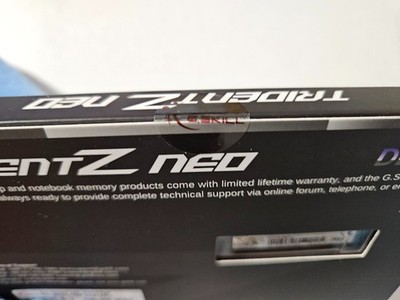 TRIDENTZ NEO
G.SKILL
ENTZ NEO
D
p and notebook memory products come with limited lifetime warranty, and the G.S
always ready to provide complete technical support via online forum, telephone, or e